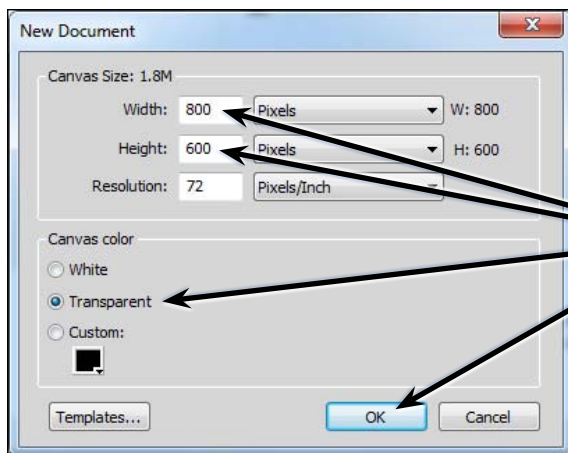 New Document
Canvas Size: 1.8M
Width: 800 Pixels W: 800
Height: 600 Pixels H: 600
Resolution: 72 Pixels/Inch
Canvas color
White
Transparent
Custom:
Templates... OK Cancel